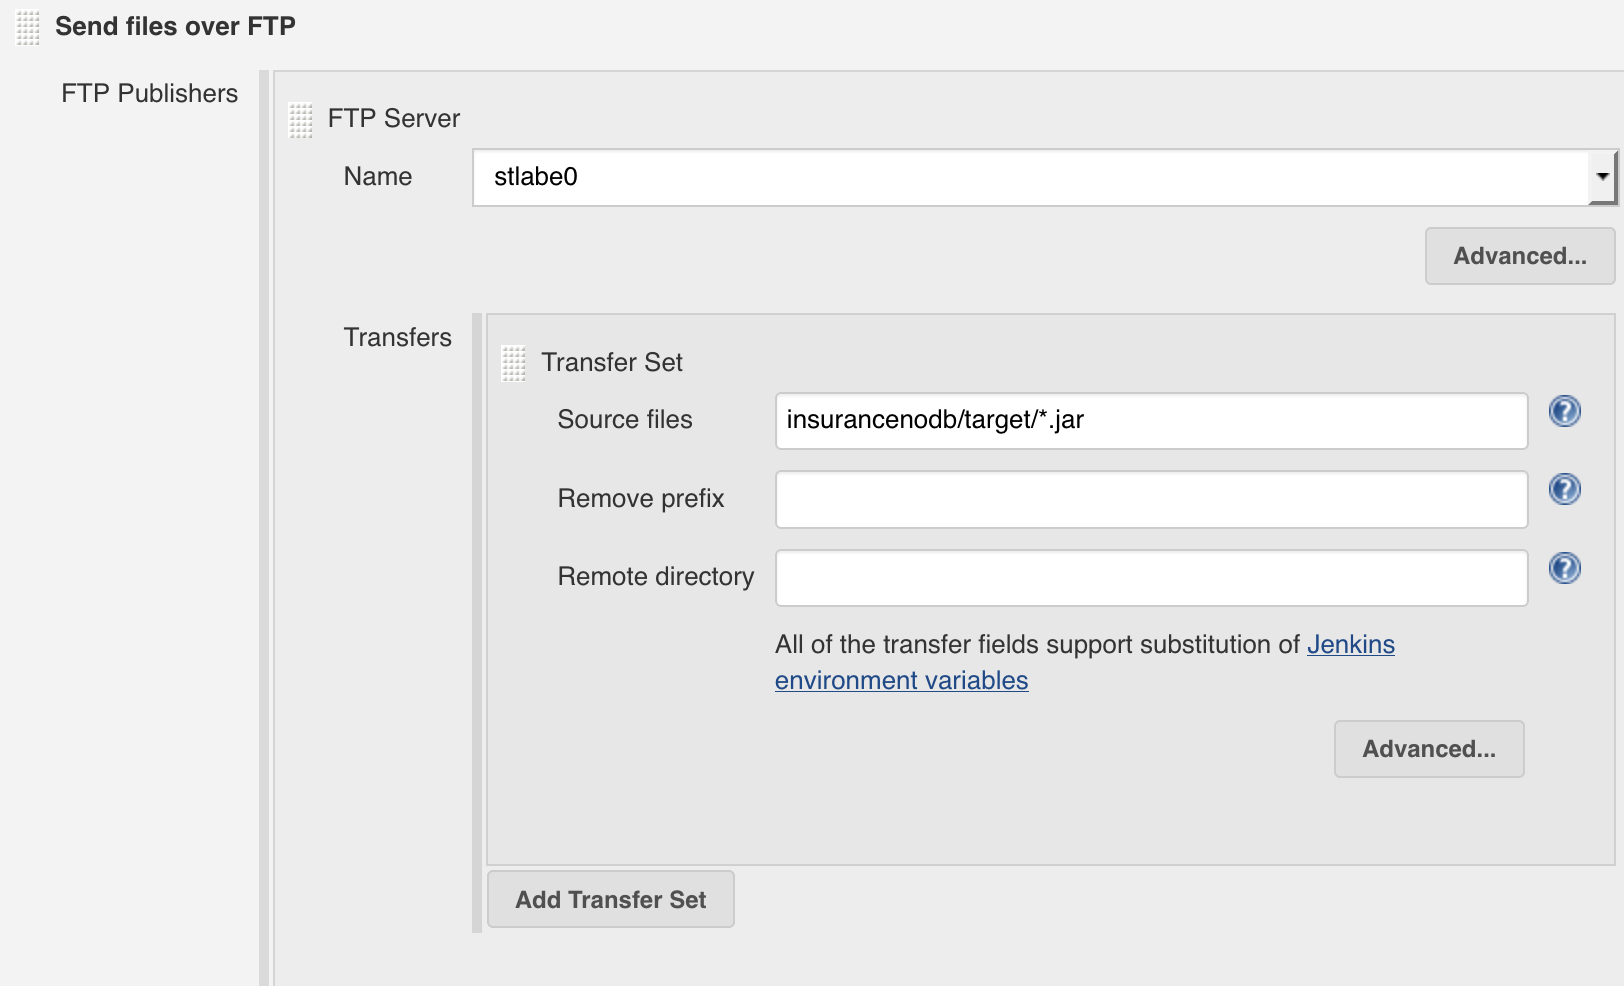 Send files over FTP
FTP Publishers
FTP Server
Name
stlabe0
Advanced...
Transfers
Transfer Set
Source files
insurancenodb/target/*.jar
Remove prefix
Remote directory
All of the transfer fields support substitution of Jenkins
environment variables
Advanced...
Add Transfer Set